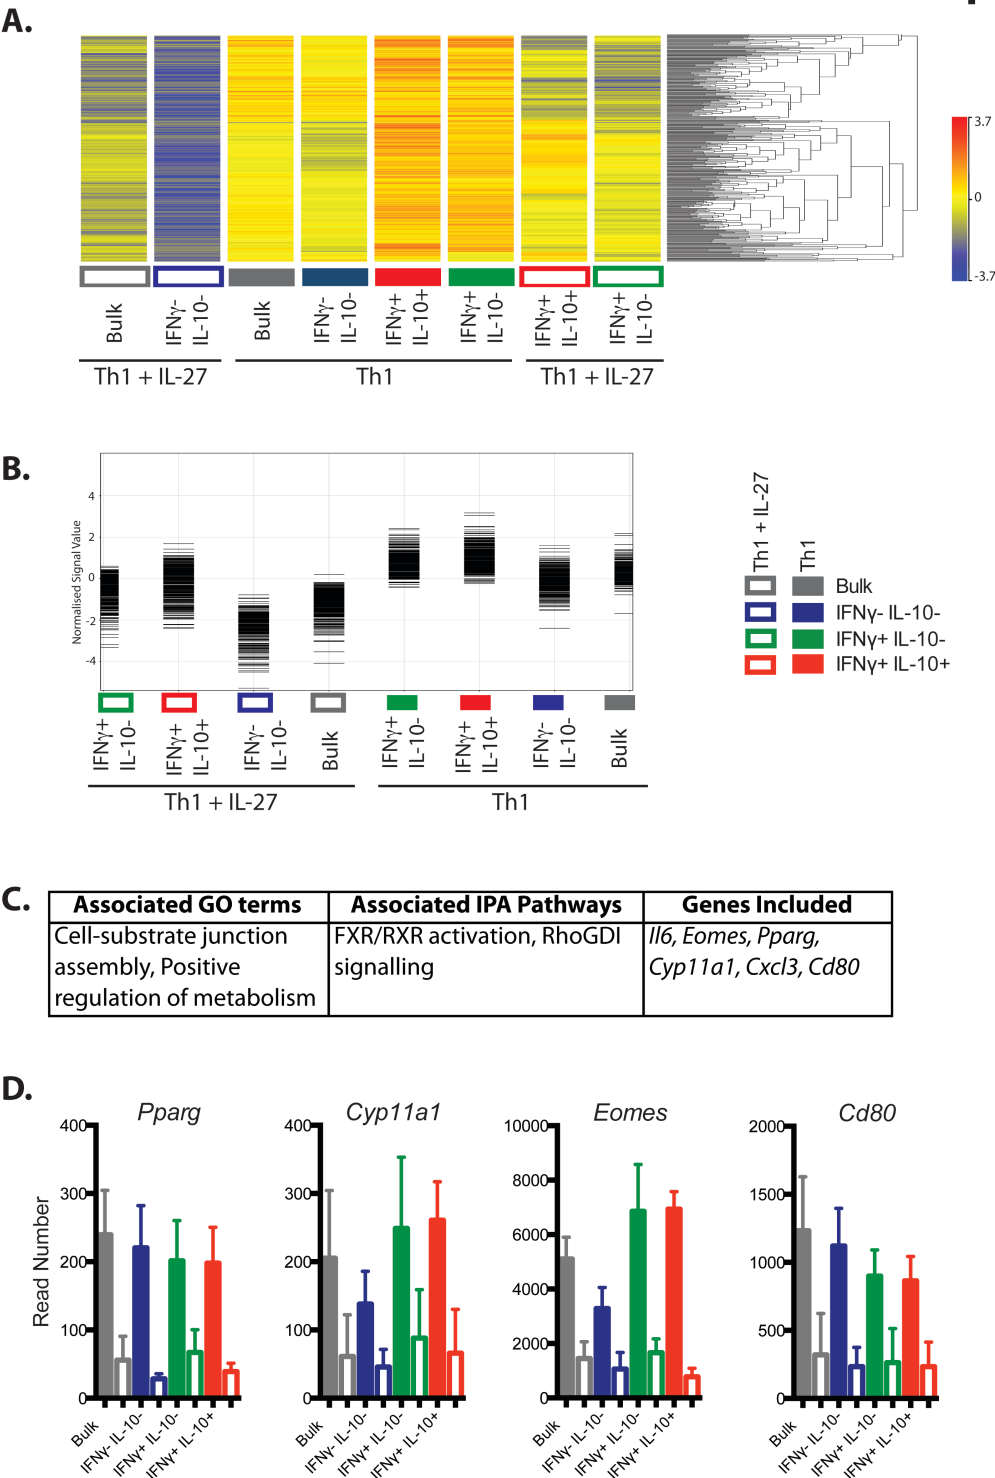 A.
3.7
0
-3.7
Bulk
IFNγ-
IL-10-
Bulk
IFNγ-
IL-10-
IFNγ+
IL-10+
IFNγ+
IL-10-
IFNγ+
IL-10+
IFNγ+
IL-10-
Th1 + IL-27
Th1
Th1 + IL-27
B.
Normalised Signal Value
4
2
0
-2
-4
IFNγ+
IL-10-
IFNγ+
IL-10+
IFNγ-
IL-10-
Bulk
IFNγ+
IL-10-
IFNγ+
IL-10+
IFNγ-
IL-10-
Bulk
Th1 + IL-27
Th1
Th1 + IL-27
Th1
Bulk
IFNγ- IL-10-
IFNγ+ IL-10-
IFNγ+ IL-10+
C.
Associated GO terms
Associated IPA Pathways
Genes Included
Cell-substrate junction
assembly, Positive
regulation of metabolism
FXR/RXR activation, RhoGDI
signalling
Il6, Eomes, Pparg,
Cyp11a1, Cxcl3, Cd80
D.
Read Number
Pparg
400
300
200
100
0
Bulk
IFNγ- IL-10-
IFNγ+ IL-10-
IFNγ+ IL-10+
Cyp11a1
400
300
200
100
0
Bulk
IFNγ- IL-10-
IFNγ+ IL-10-
IFNγ+ IL-10+
Eomes
10000
8000
6000
4000
2000
0
Bulk
IFNγ- IL-10-
IFNγ+ IL-10-
IFNγ+ IL-10+
Cd80
2000
1500
1000
500
0
Bulk
IFNγ- IL-10-
IFNγ+ IL-10-
IFNγ+ IL-10+